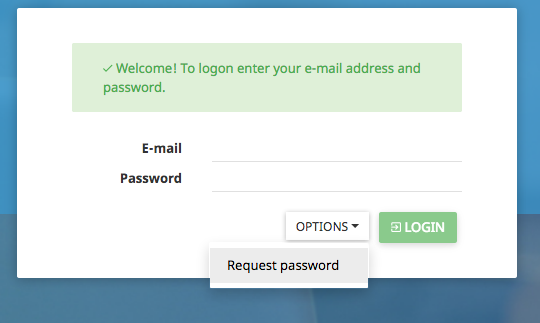 Welcome! To logon enter your e-mail address and
password.
E-mail
Password
OPTIONS LOGIN
Request password